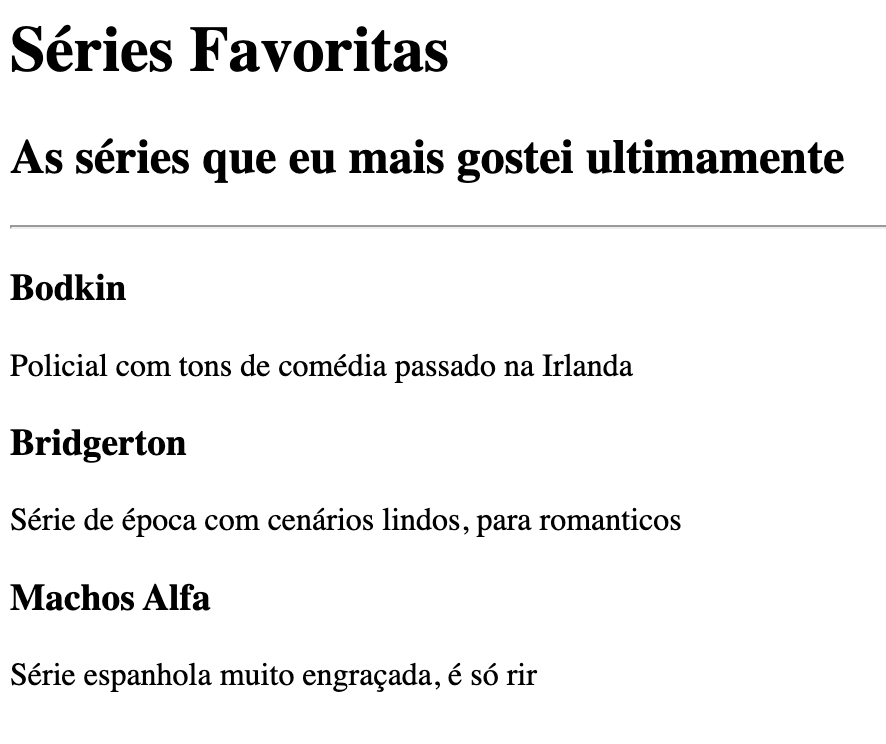 Séries Favoritas
As séries que eu mais gostei ultimamente
Bodkin
Policial com tons de comédia passado na Irlanda
Bridgerton
Série de época com cenários lindos, para romanticos
Machos Alfa
Série espanhola muito engraçada, é só rir